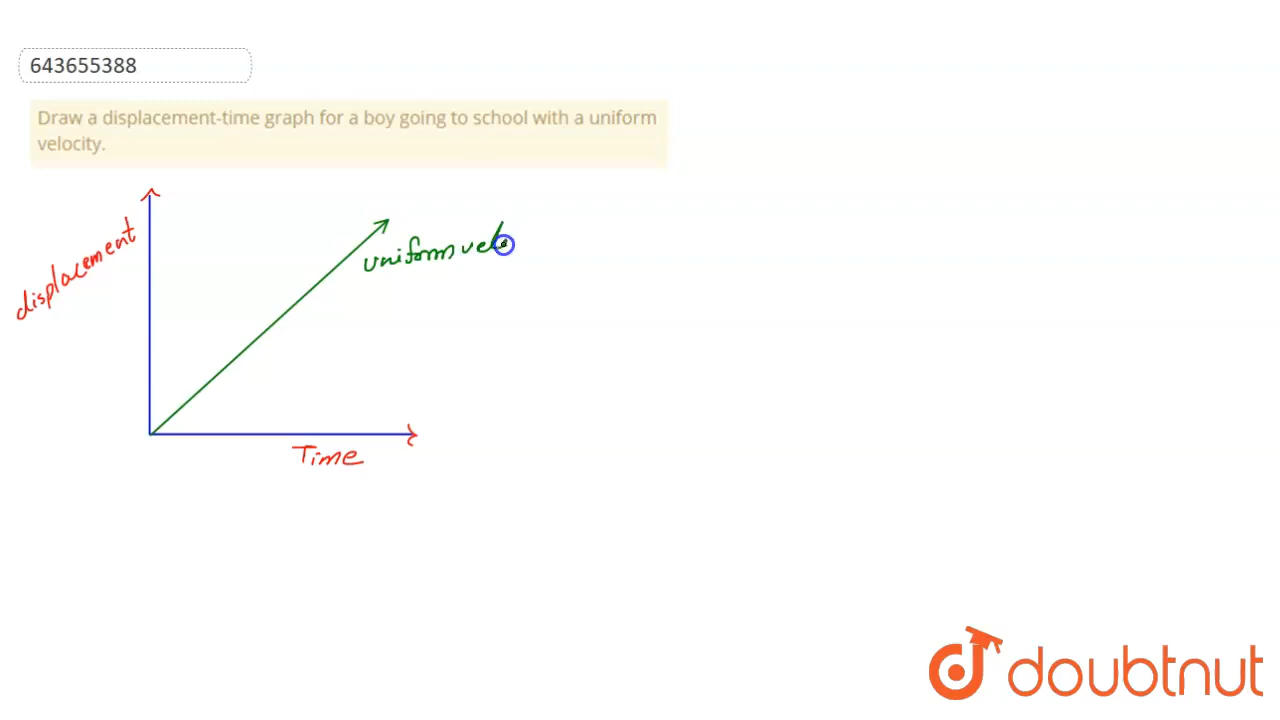 643655388
Draw a displacement-time graph for a boy going to school with a uniform
velocity.
displacement
uniform velo
Time
doubtnut